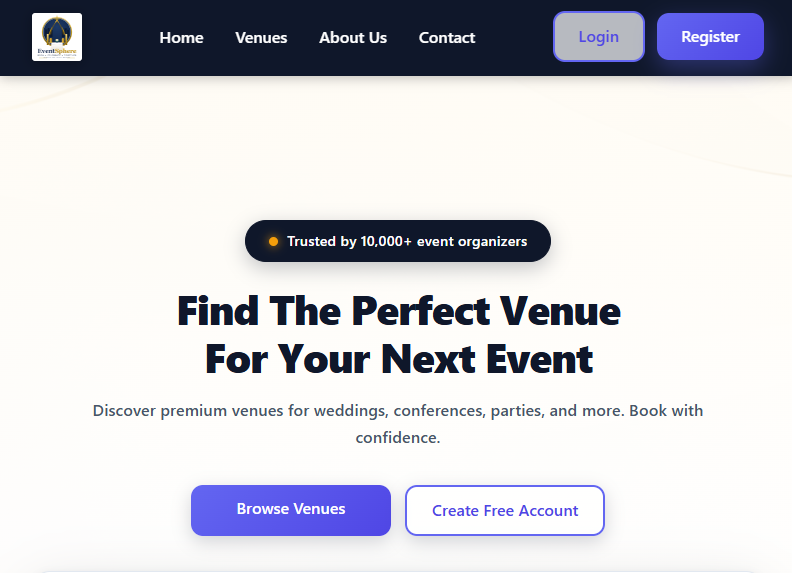 EventSphere
Home
Venues
About Us
Contact
Login
Register
Trusted by 10,000+ event organizers
Find The Perfect Venue
For Your Next Event
Discover premium venues for weddings, conferences, parties, and more. Book with
confidence.
Browse Venues
Create Free Account